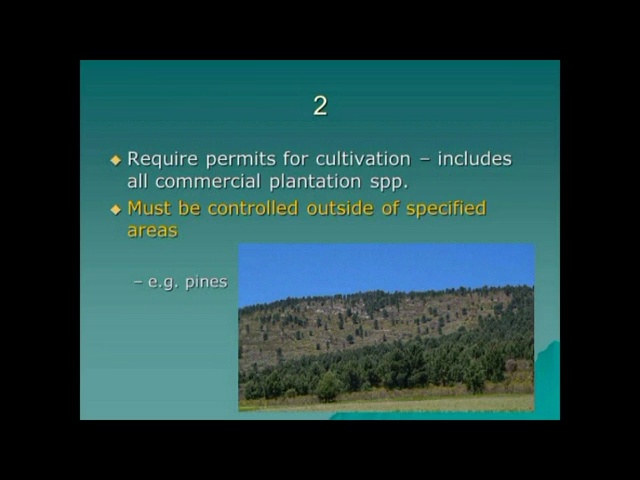 2
Require permits for cultivation – includes
all commercial plantation spp.
Must be controlled outside of specified
areas
– e.g. pines